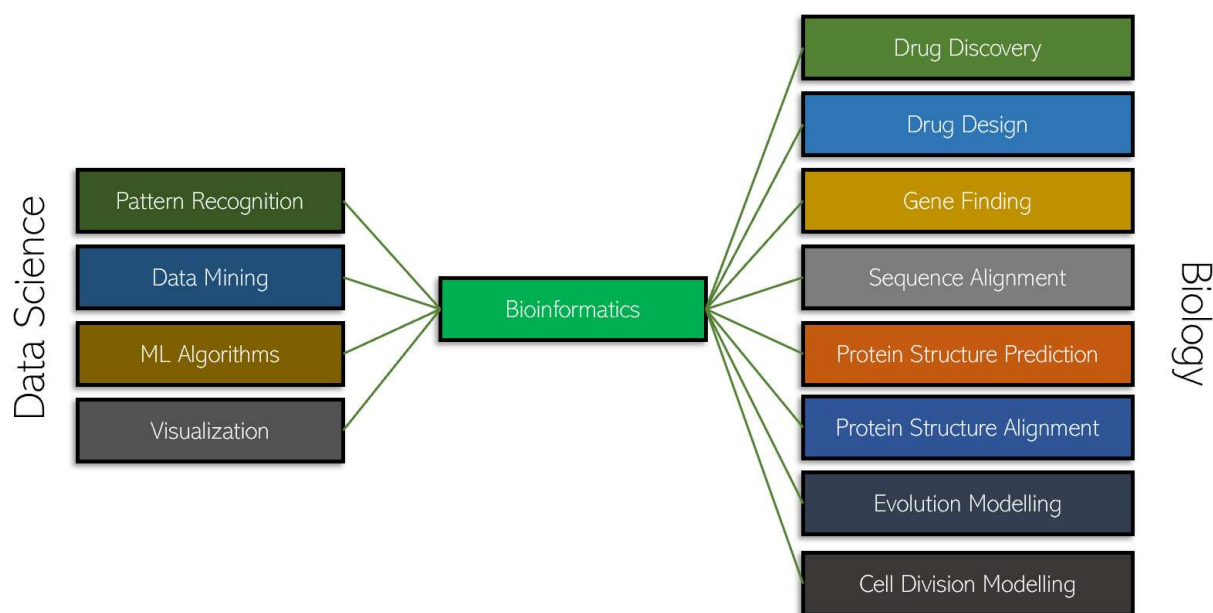 Data Science
Pattern Recognition
Data Mining
ML Algorithms
Visualization
Bioinformatics
Drug Discovery
Drug Design
Gene Finding
Sequence Alignment
Protein Structure Prediction
Protein Structure Alignment
Evolution Modelling
Cell Division Modelling
Biology